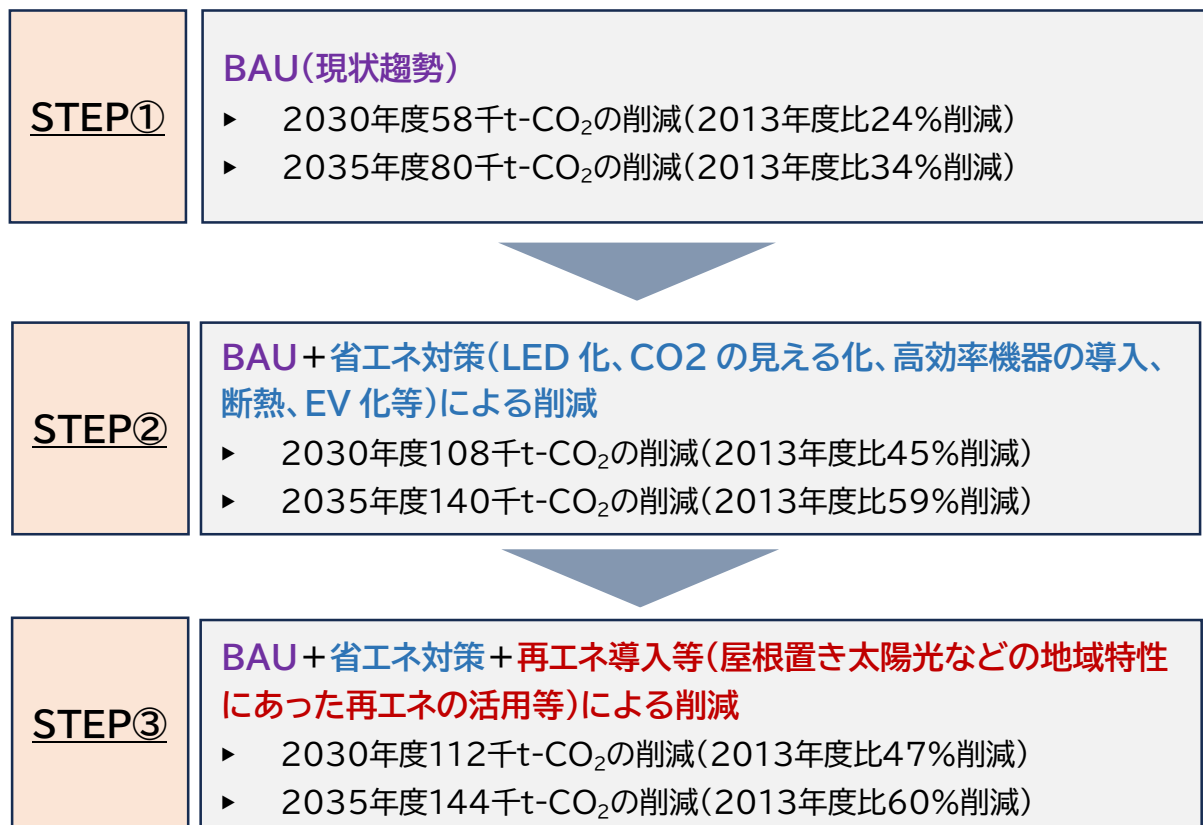 STEP①
BAU(現状趨勢)
▶ 2030年度58千t-CO₂の削減(2013年度比24%削減)
▶ 2035年度80千t-CO₂の削減(2013年度比34%削減)
STEP②
BAU+省エネ対策(LED 化、CO2 の見える化、高効率機器の導入、
断熱、EV 化等)による削減
▶ 2030年度108千t-CO₂の削減(2013年度比45%削減)
▶ 2035年度140千t-CO₂の削減(2013年度比59%削減)
STEP③
BAU+省エネ対策+再エネ導入等(屋根置き太陽光などの地域特性
にあった再エネの活用等)による削減
▶ 2030年度112千t-CO₂の削減(2013年度比47%削減)
▶ 2035年度144千t-CO₂の削減(2013年度比60%削減)